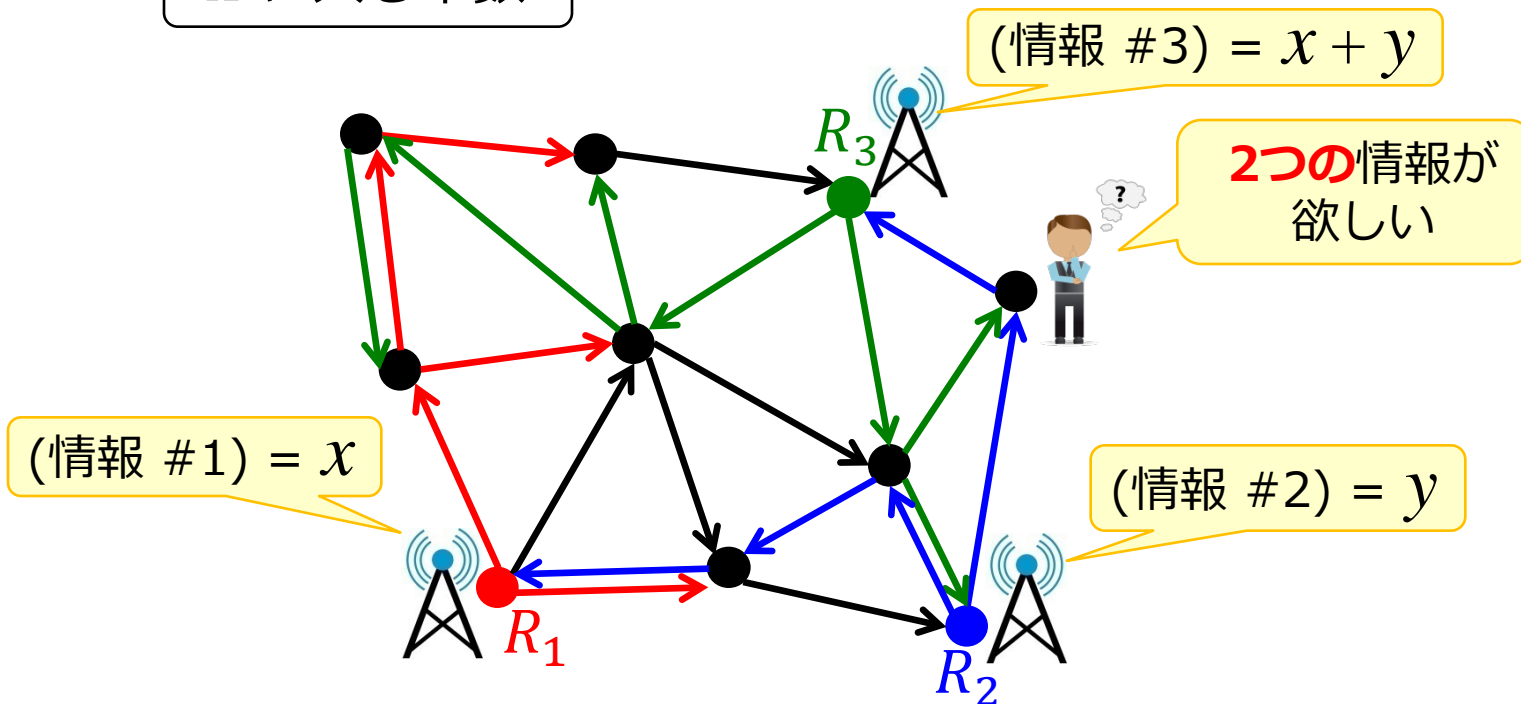 (情報 #3) = x + y
R₃
2つの情報が
欲しい
?
(情報 #1) = x
(情報 #2) = y
R₁
R₂